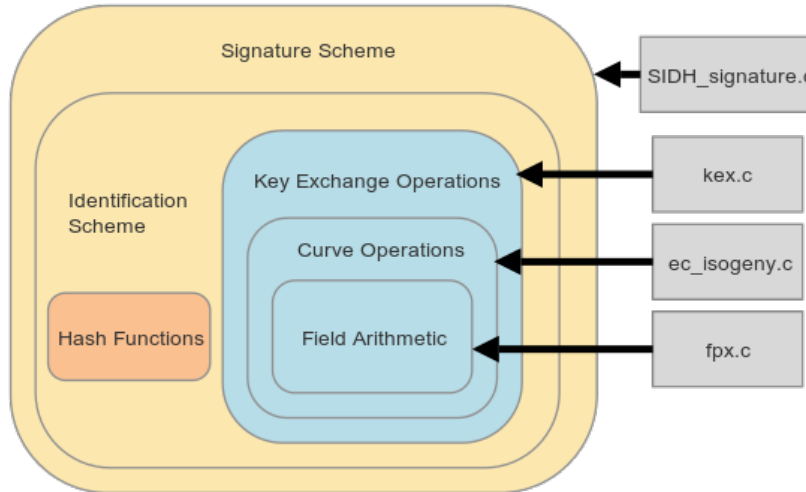 Signature Scheme
SIDH_signature.c
Key Exchange Operations
kex.c
Identification
Scheme
Curve Operations
ec_isogeny.c
Hash Functions
Field Arithmetic
fpx.c